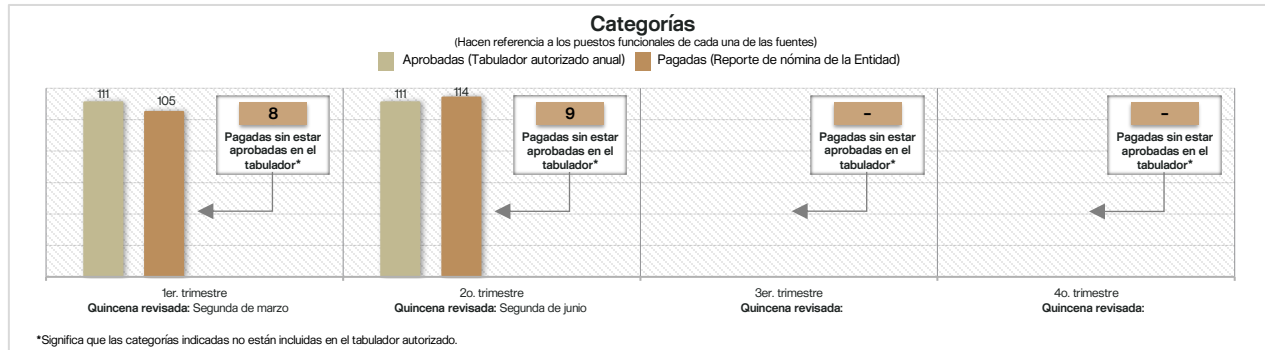 Categorías
(Hacen referencia a los puestos funcionales de cada una de las fuentes)
Aprobadas (Tabulador autorizado anual) Pagadas (Reporte de nómina de la Entidad)
111
105
8
Pagadas sin estar
aprobadas en el
tabulador*
111
114
9
Pagadas sin estar
aprobadas en el
tabulador*
–
Pagadas sin estar
aprobadas en el
tabulador*
–
Pagadas sin estar
aprobadas en el
tabulador*
1er. trimestre
Quincena revisada: Segunda de marzo
2o. trimestre
Quincena revisada: Segunda de junio
3er. trimestre
Quincena revisada:
4o. trimestre
Quincena revisada:
*Significa que las categorías indicadas no están incluidas en el tabulador autorizado.